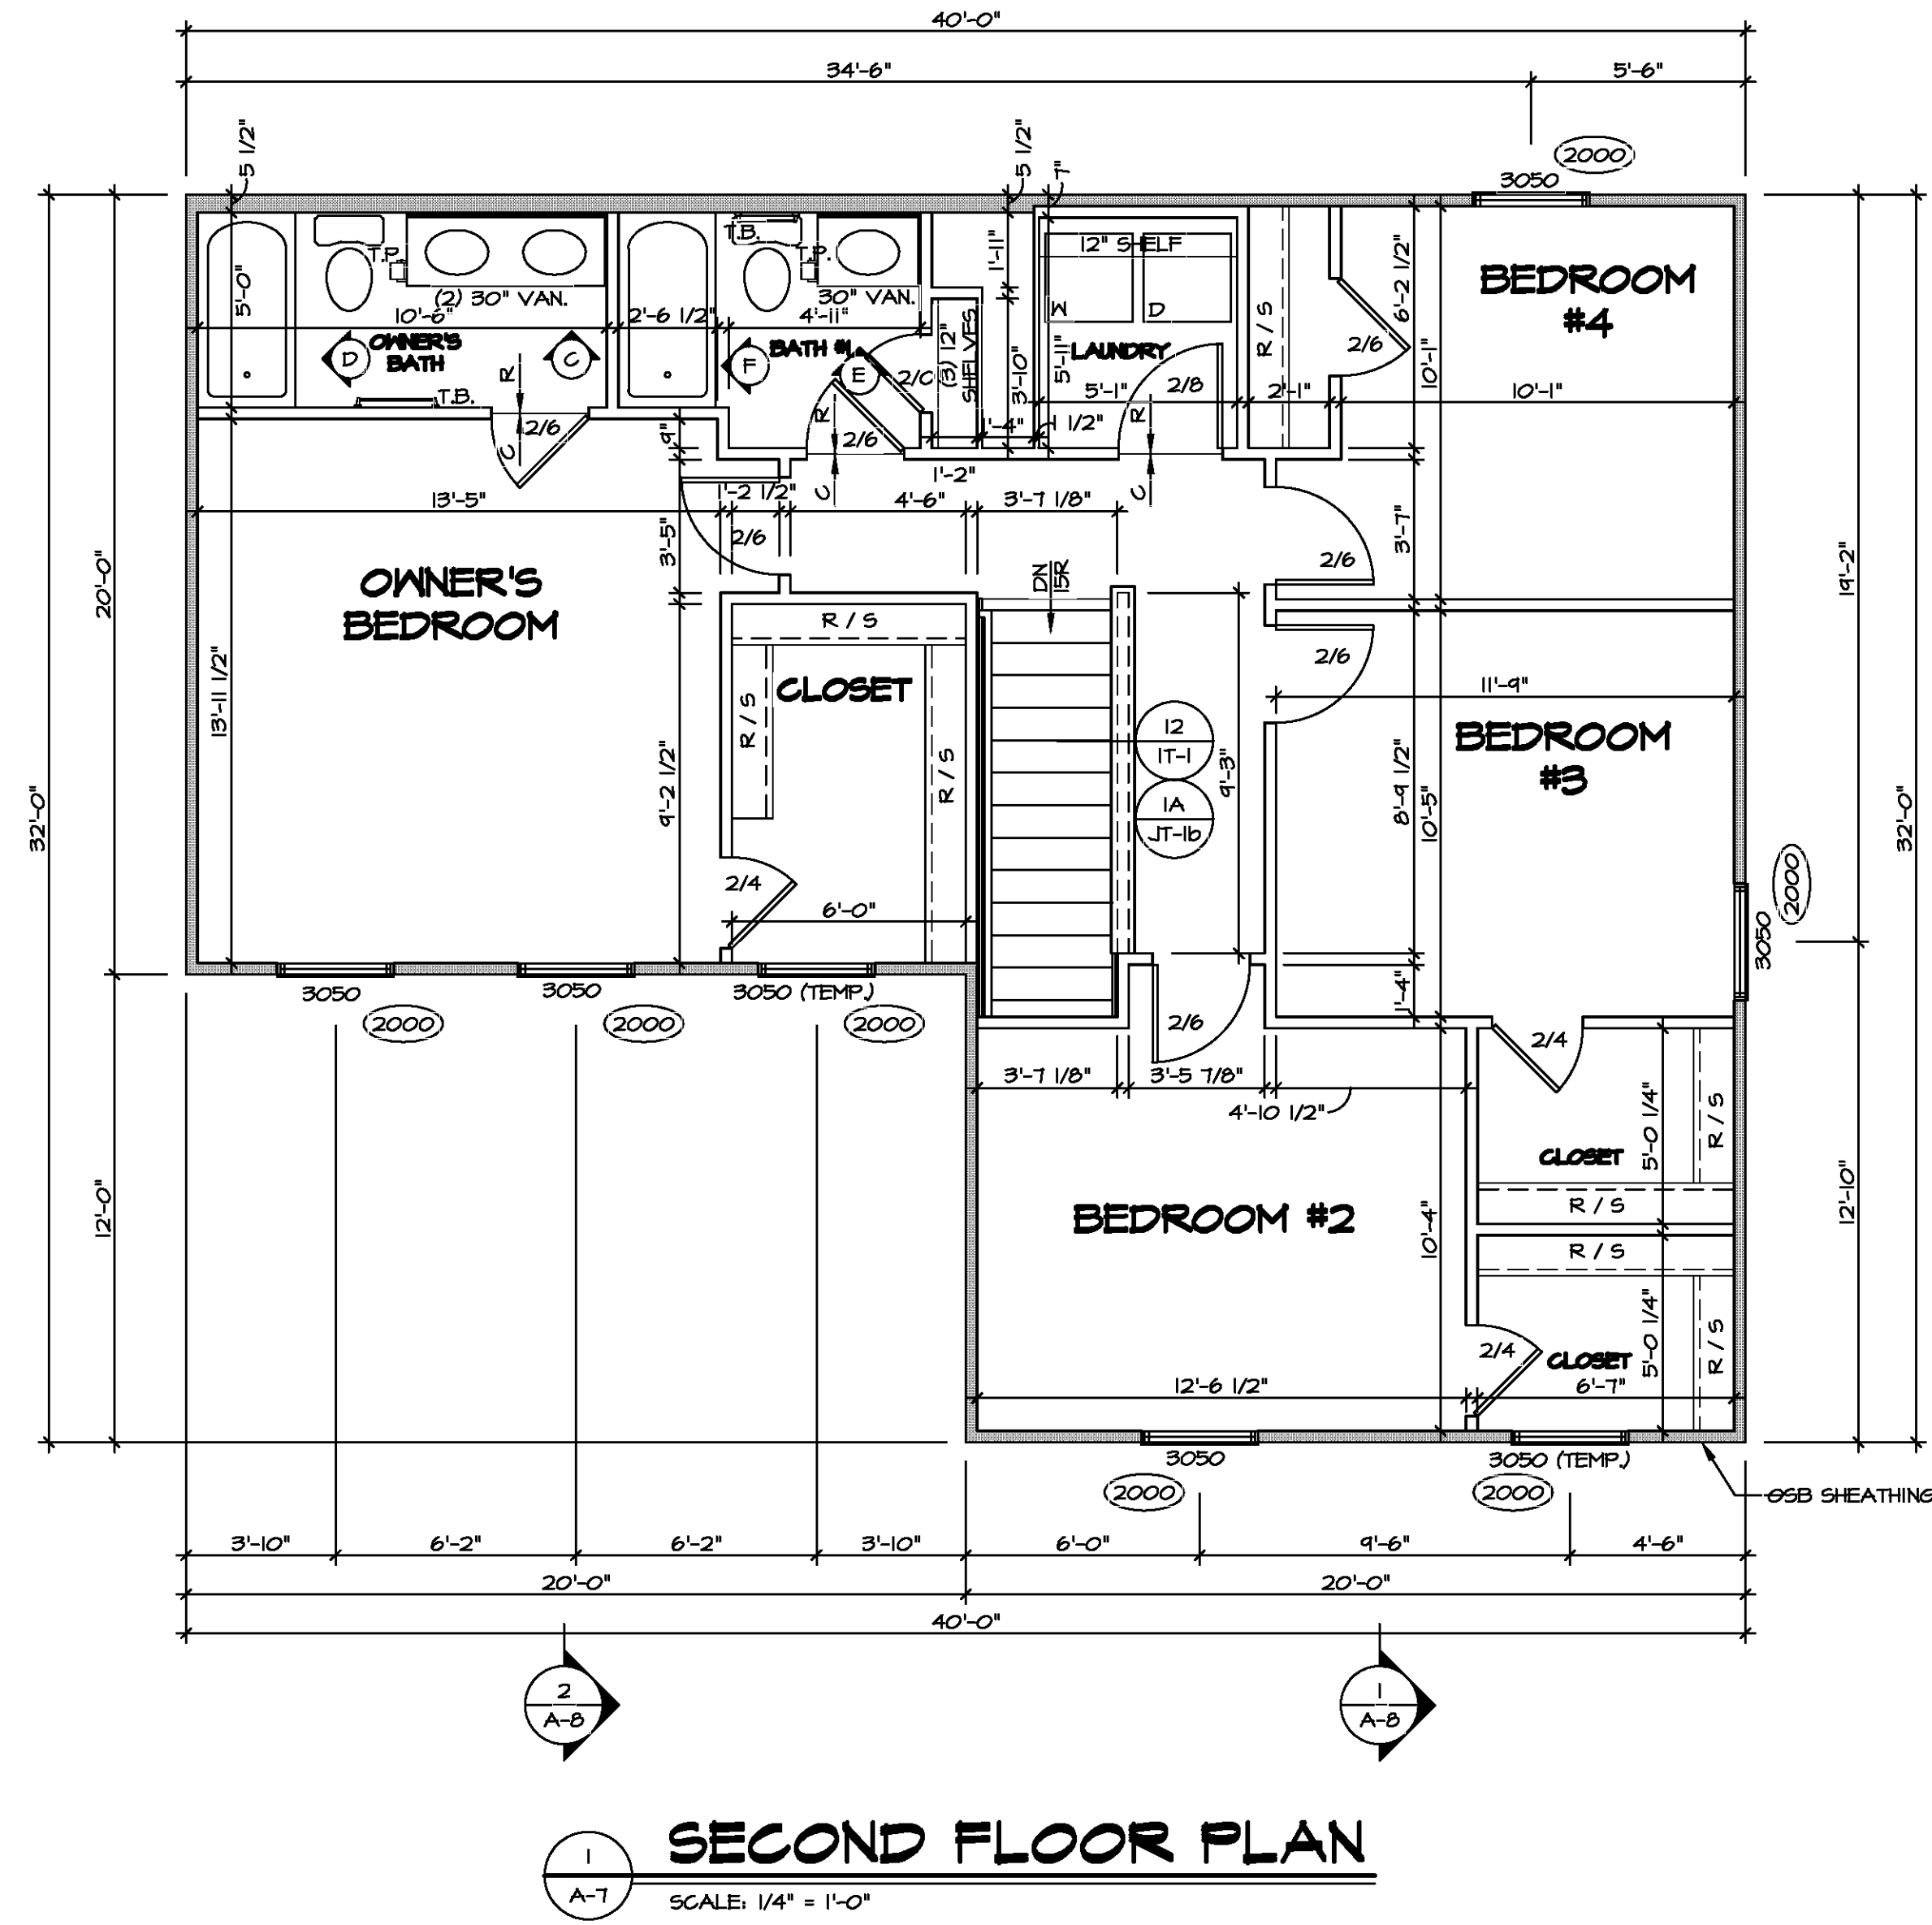 40'-0"
34'-6"
5'-6"
5 1/2"
5 1/2"
7"
2000
3050
T.B.
T.P.
T.P.
12" SHELF
1'-11"
5'-0"
(2) 30" VAN.
30" VAN.
W
D
6'-2 1/2"
BEDROOM
#4
10'-6"
2'-6 1/2"
4'-11"
R / S
D
OWNER'S
BATH
C
F
BATH #1
E
(3) 12"
SHELVES
3'-10"
5'-11"
LAUNDRY
2/6
10'-1"
R
T.B.
2/0
5'-1"
2/8
2'-1"
10'-1"
C
2/6
9"
R
2/6
1'-4"
1 1/2"
R
C
1'-2"
C
13'-5"
1'-2 1/2"
4'-6"
3'-7 1/8"
3'-5"
2/6
3'-7"
2/6
20'-0"
19'-2"
OWNER'S
BEDROOM
DN
15R
R / S
2/6
13'-11 1/2"
CLOSET
R / S
R / S
11'-9"
BEDROOM
#3
12
1T-1
9'-3"
1A
JT-1b
9'-2 1/2"
8'-9 1/2"
10'-5"
32'-0"
32'-0"
2/4
6'-0"
2000
3050
3050
3050
3050 (TEMP.)
2000
2000
2000
2/6
1'-4"
2/4
3'-7 1/8"
3'-5 7/8"
4'-10 1/2"
5'-0 1/4"
R / S
CLOSET
12'-0"
12'-10"
BEDROOM #2
10'-4"
R / S
R / S
2/4
CLOSET
5'-0 1/4"
R / S
12'-6 1/2"
6'-7"
3050
3050 (TEMP.)
2000
2000
OSB SHEATHING
3'-10"
6'-2"
6'-2"
3'-10"
6'-0"
9'-6"
4'-6"
20'-0"
20'-0"
40'-0"
2
A-8
1
A-8
1
A-7
SECOND FLOOR PLAN
SCALE: 1/4" = 1'-0"